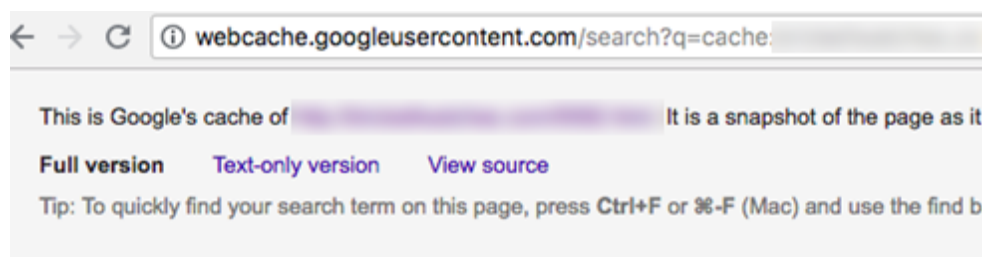 webcache.googleusercontent.com/search?q=cache:
This is Google's cache of It is a snapshot of the page as it
Full version Text-only version View source
Tip: To quickly find your search term on this page, press Ctrl+F or ⌘-F (Mac) and use the find b